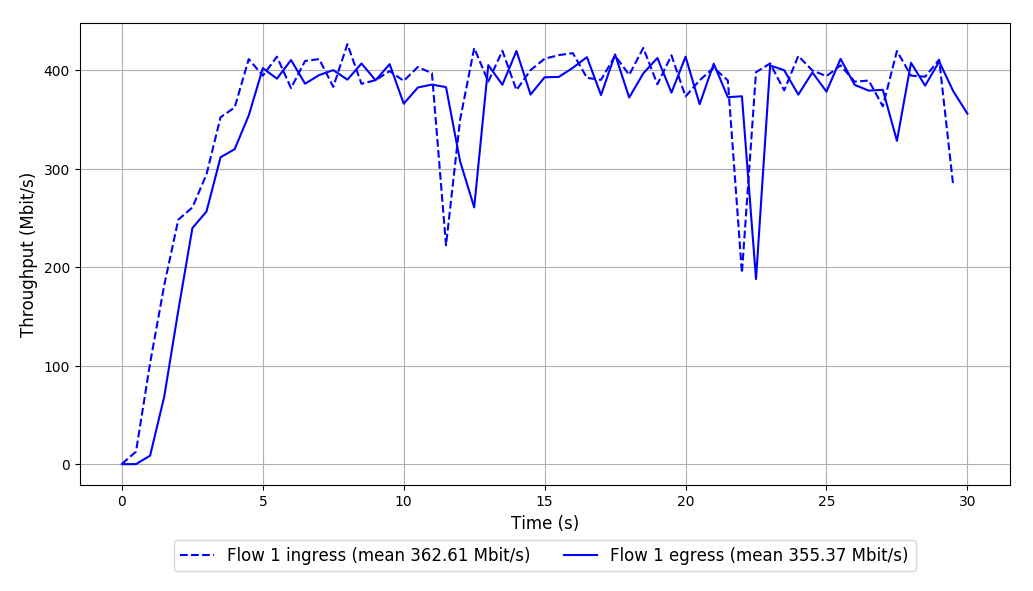 400
300
200
100
0
Throughput (Mbit/s)
0 5 10 15 20 25 30
Time (s)
Flow 1 ingress (mean 362.61 Mbit/s) Flow 1 egress (mean 355.37 Mbit/s)